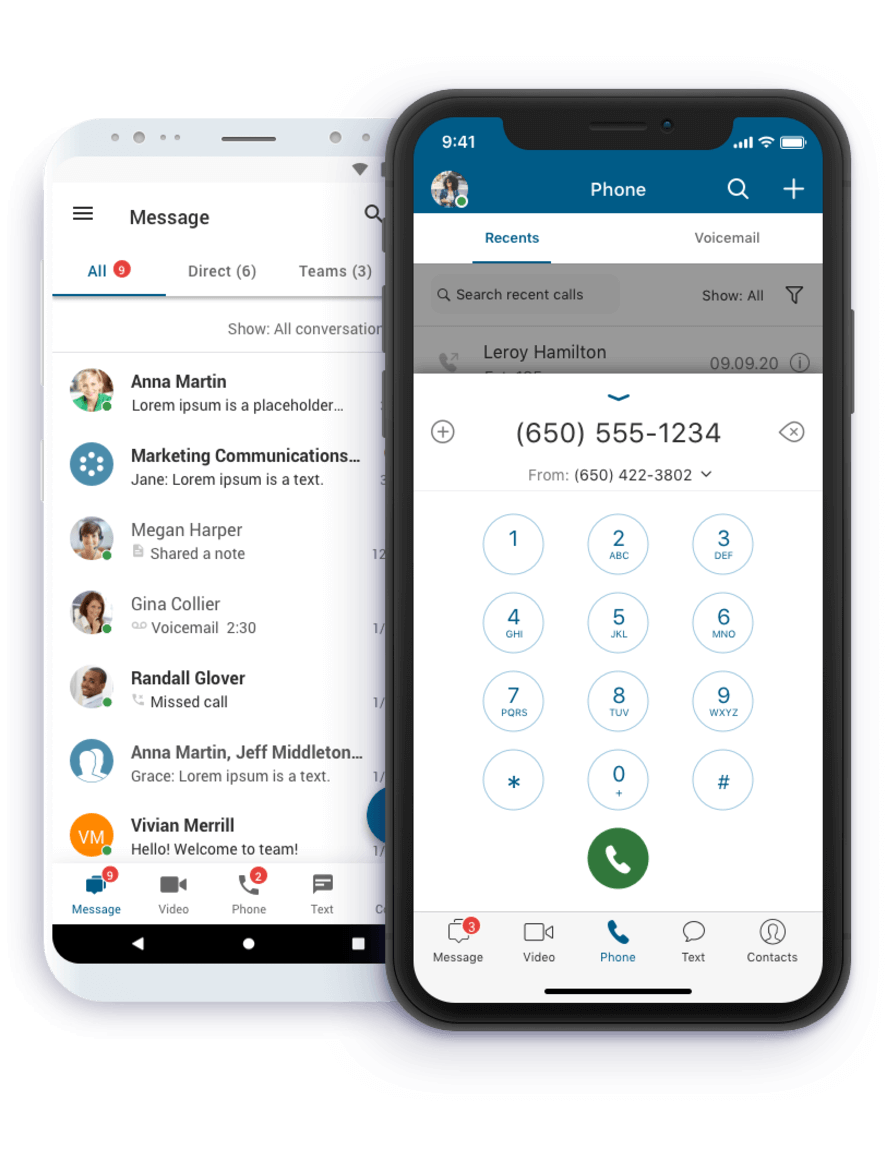 Message
All 9 Direct (6) Teams (3)
Show: All
Anna Martin
Lorem ipsum is a placeholder...
Marketing Communications...
Jane: Lorem ipsum is a text.
Megan Harper
Shared a note
12
Gina Collier
Voicemail 2:30
1/
Randall Glover
Missed call
1/
Anna Martin, Jeff Middleton...
Grace: Lorem ipsum is a text.
1/
VM
Vivian Merrill
Hello! Welcome to team!
1/
9
2
Message Video Phone Text
9:41
Phone
Recents Voicemail
Search recent calls Show: All
Leroy Hamilton
09.09.20
(650) 555-1234
From: (650) 422-3802
1 2 3
ABC DEF
4 5 6
GHI JKL MNO
7 8 9
PQRS TUV WXYZ
* 0 #
+
3
Message Video Phone Text Contacts